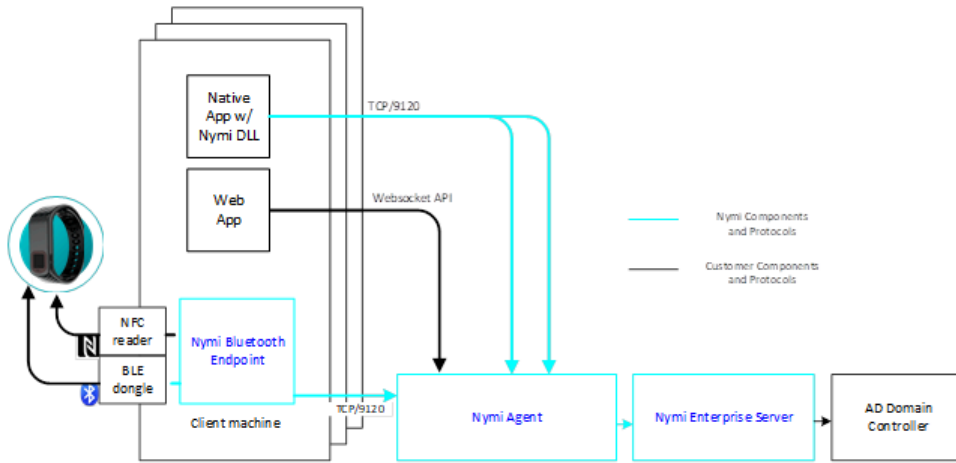 Native
App w/
Nymi DLL
TCP/9120
Web
App
Websocket API
Nymi Components
and Protocols
Customer Components
and Protocols
NFC
reader
BLE
dongle
Nymi Bluetooth
Endpoint
Client machine
TCP/9120
Nymi Agent
Nymi Enterprise Server
AD Domain
Controller